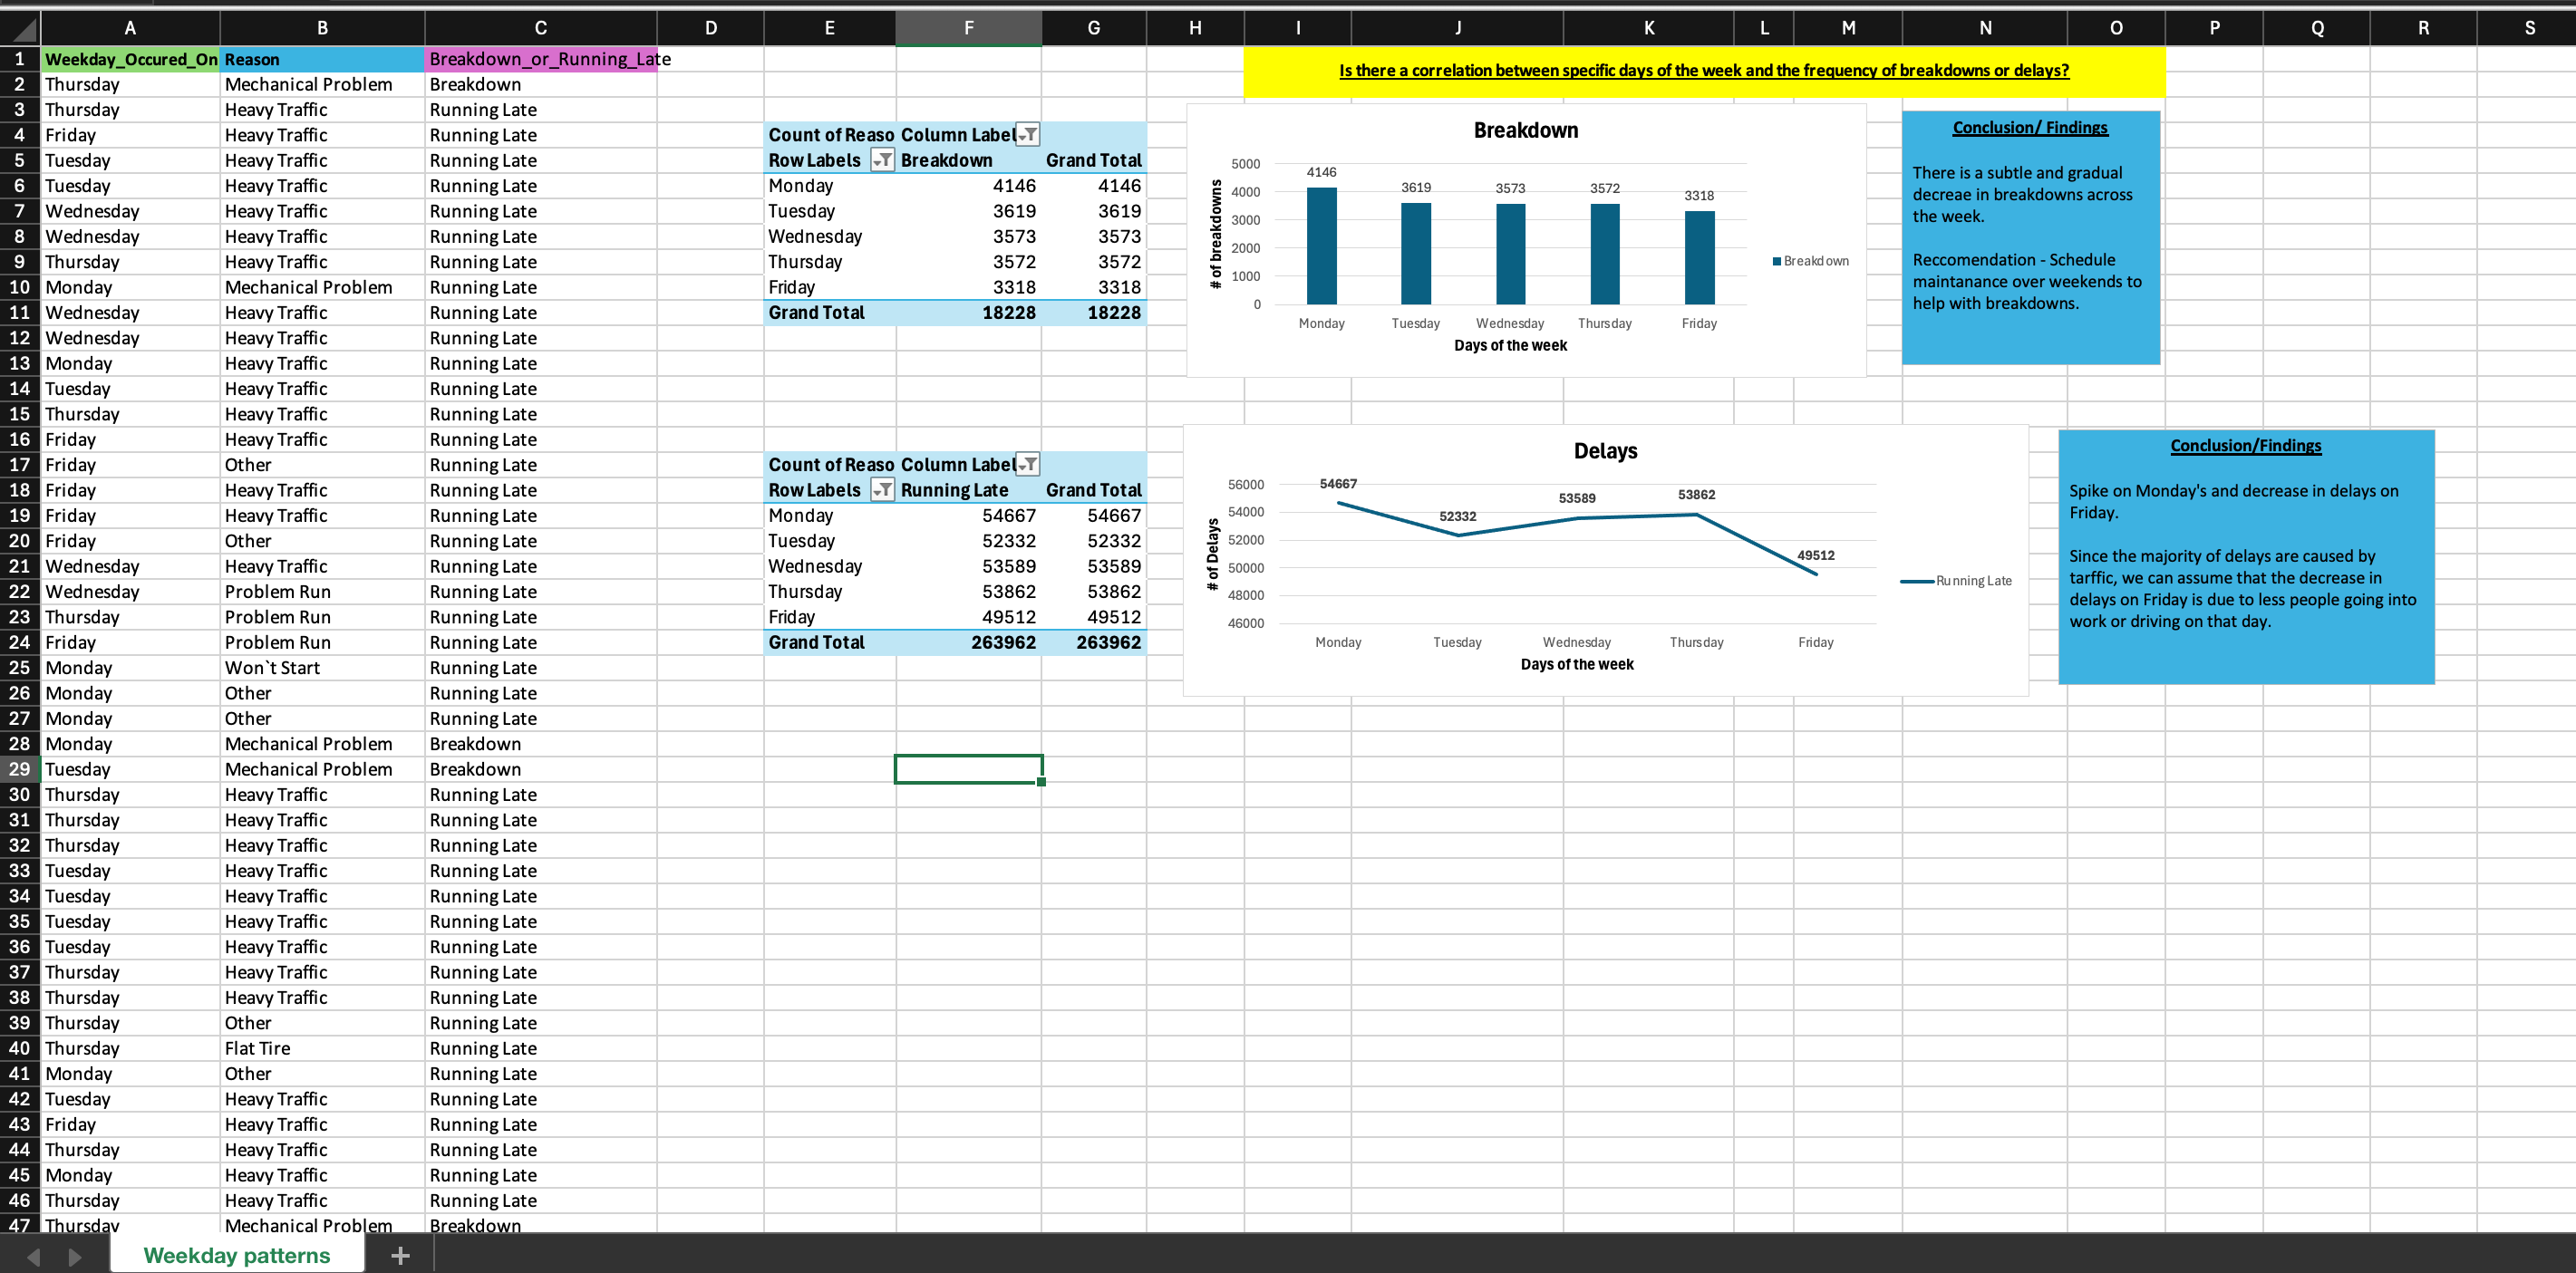 A B C D E F G H I J K L M N O P Q R S
1 Weekday_Occured_On Reason Breakdown_or_Running_Late
Is there a correlation between specific days of the week and the frequency of breakdowns or delays?
2 Thursday Mechanical Problem Breakdown
3 Thursday Heavy Traffic Running Late
4 Friday Heavy Traffic Running Late Count of Reaso Column Label
5 Tuesday Heavy Traffic Running Late Row Labels Breakdown Grand Total
6 Tuesday Heavy Traffic Running Late Monday 4146 4146
7 Wednesday Heavy Traffic Running Late Tuesday 3619 3619
8 Wednesday Heavy Traffic Running Late Wednesday 3573 3573
9 Thursday Heavy Traffic Running Late Thursday 3572 3572
10 Monday Mechanical Problem Running Late Friday 3318 3318
11 Wednesday Heavy Traffic Running Late Grand Total 18228 18228
12 Wednesday Heavy Traffic Running Late
13 Monday Heavy Traffic Running Late
14 Tuesday Heavy Traffic Running Late
15 Thursday Heavy Traffic Running Late
16 Friday Heavy Traffic Running Late
17 Friday Other Running Late Count of Reaso Column Label
18 Friday Heavy Traffic Running Late Row Labels Running Late Grand Total
19 Friday Heavy Traffic Running Late Monday 54667 54667
20 Friday Other Running Late Tuesday 52332 52332
21 Wednesday Heavy Traffic Running Late Wednesday 53589 53589
22 Wednesday Problem Run Running Late Thursday 53862 53862
23 Thursday Problem Run Running Late Friday 49512 49512
24 Friday Problem Run Running Late Grand Total 263962 263962
25 Monday Won`t Start Running Late
26 Monday Other Running Late
27 Monday Other Running Late
28 Monday Mechanical Problem Breakdown
29 Tuesday Mechanical Problem Breakdown
30 Thursday Heavy Traffic Running Late
31 Thursday Heavy Traffic Running Late
32 Thursday Heavy Traffic Running Late
33 Tuesday Heavy Traffic Running Late
34 Tuesday Heavy Traffic Running Late
35 Tuesday Heavy Traffic Running Late
36 Tuesday Heavy Traffic Running Late
37 Thursday Heavy Traffic Running Late
38 Thursday Heavy Traffic Running Late
39 Thursday Other Running Late
40 Thursday Flat Tire Running Late
41 Monday Other Running Late
42 Tuesday Heavy Traffic Running Late
43 Friday Heavy Traffic Running Late
44 Thursday Heavy Traffic Running Late
45 Monday Heavy Traffic Running Late
46 Thursday Heavy Traffic Running Late
47 Thursday Mechanical Problem Breakdown
Breakdown
# of breakdowns
5000
4000
3000
2000
1000
0
4146 3619 3573 3572 3318
Breakdown
Monday Tuesday Wednesday Thursday Friday
Days of the week
Conclusion/ Findings
There is a subtle and gradual
decreae in breakdowns across
the week.
Reccomendation - Schedule
maintanance over weekends to
help with breakdowns.
Delays
# of Delays
56000
54000
52000
50000
48000
46000
54667 52332 53589 53862 49512
Running Late
Monday Tuesday Wednesday Thursday Friday
Days of the week
Conclusion/Findings
Spike on Monday's and decrease in delays on
Friday.
Since the majority of delays are caused by
tarffic, we can assume that the decrease in
delays on Friday is due to less people going into
work or driving on that day.
Weekday patterns